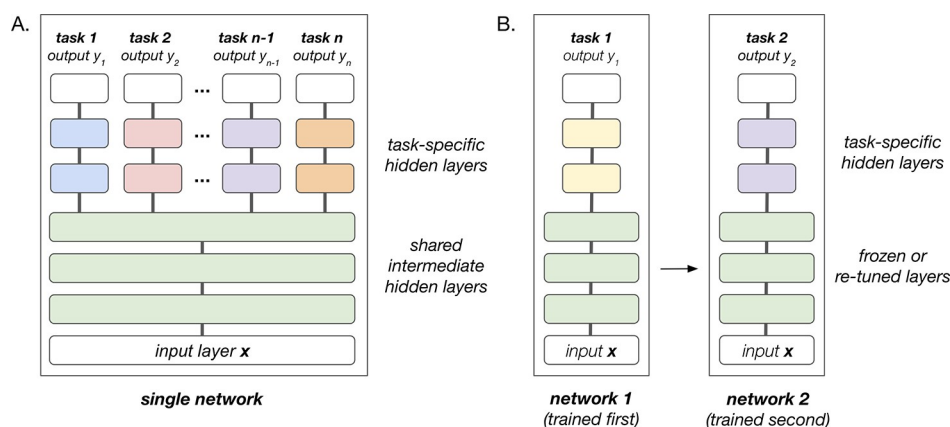 A.
task 1 task 2 task n-1 task n
output y1 output y2 output yn-1 output yn
...
...
...
task-specific
hidden layers
shared
intermediate
hidden layers
input layer x
single network
B.
task 1
output y1
input x
network 1
(trained first)
task 2
output y2
task-specific
hidden layers
frozen or
re-tuned layers
input x
network 2
(trained second)